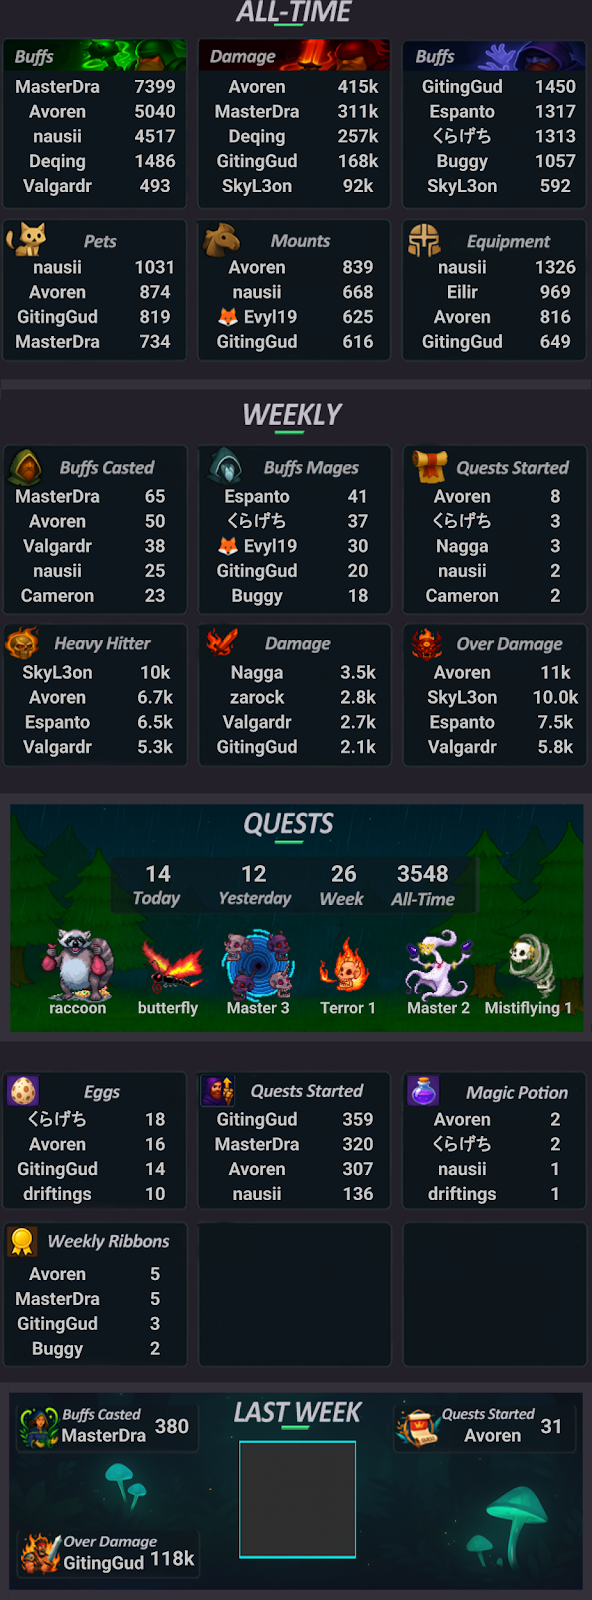 ALL-TIME
Buffs
MasterDra 7399
Avoren 5040
nausii 4517
Deqing 1486
Valgardr 493
Damage
Avoren 415k
MasterDra 311k
Deqing 257k
GitingGud 168k
SkyL3on 92k
Buffs
GitingGud 1450
Espanto 1317
くらげち 1313
Buggy 1057
SkyL3on 592
Pets
nausii 1031
Avoren 874
GitingGud 819
MasterDra 734
Mounts
Avoren 839
nausii 668
🦊 Evyl19 625
GitingGud 616
Equipment
nausii 1326
Eilir 969
Avoren 816
GitingGud 649
WEEKLY
Buffs Casted
MasterDra 65
Avoren 50
Valgardr 38
nausii 25
Cameron 23
Buffs Mages
Espanto 41
くらげち 37
🦊 Evyl19 30
GitingGud 20
Buggy 18
Quests Started
Avoren 8
くらげち 3
Nagga 3
nausii 2
Cameron 2
Heavy Hitter
SkyL3on 10k
Avoren 6.7k
Espanto 6.5k
Valgardr 5.3k
Damage
Nagga 3.5k
zarock 2.8k
Valgardr 2.7k
GitingGud 2.1k
Over Damage
Avoren 11k
SkyL3on 10.0k
Espanto 7.5k
Valgardr 5.8k
QUESTS
14 12 26 3548
Today Yesterday Week All-Time
raccoon butterfly Master 3 Terror 1 Master 2 Mistiflying 1
Eggs
くらげち 18
Avoren 16
GitingGud 14
driftings 10
Quests Started
GitingGud 359
MasterDra 320
Avoren 307
nausii 136
Magic Potion
Avoren 2
くらげち 2
nausii 1
driftings 1
Weekly Ribbons
Avoren 5
MasterDra 5
GitingGud 3
Buggy 2
LAST WEEK
Buffs Casted
MasterDra 380
Quests Started
Avoren 31
Over Damage
GitingGud 118k